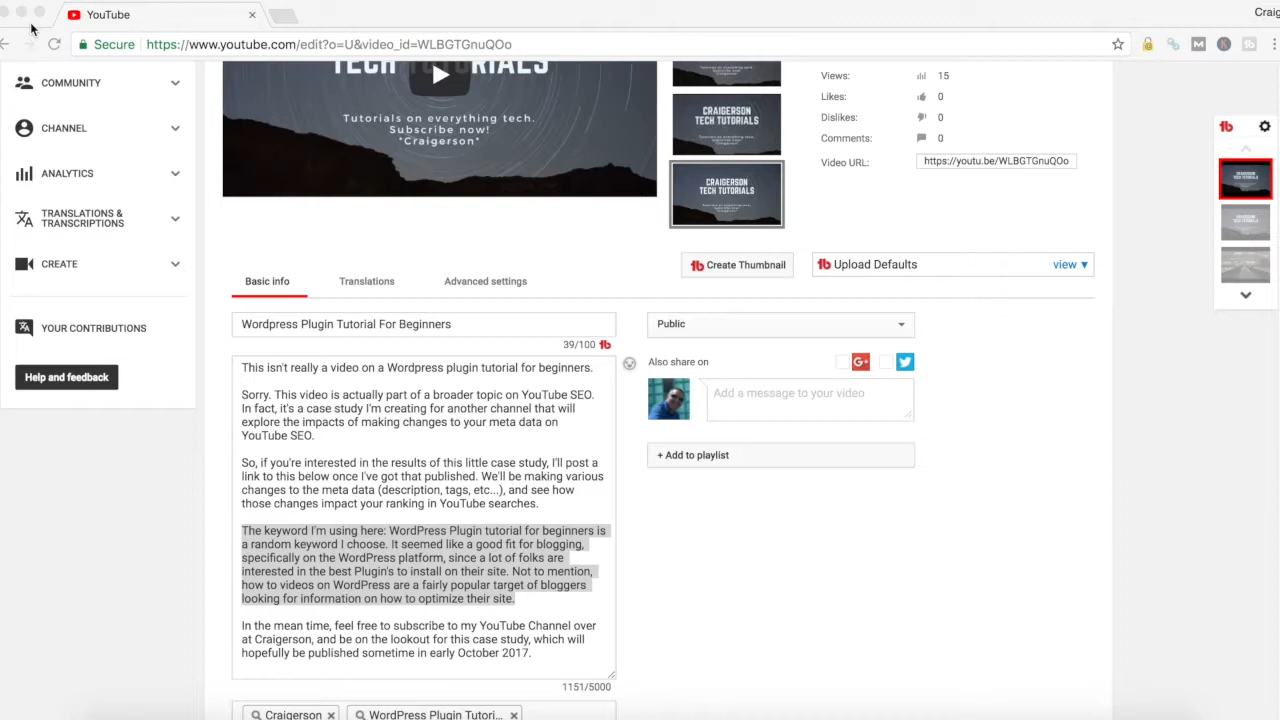 YouTube
Craig
Secure https://www.youtube.com/edit?o=U&video_id=WLBGTGnuQOo
COMMUNITY
CHANNEL
ANALYTICS
TRANSLATIONS &
TRANSCRIPTIONS
CREATE
YOUR CONTRIBUTIONS
Help and feedback
TECH TUTORIALS
Tutorials on everything tech.
Subscribe now!
*Craigerson*
CRAIGERSON
TECH TUTORIALS
CRAIGERSON
TECH TUTORIALS
Views: 15
Likes: 0
Dislikes: 0
Comments: 0
Video URL: https://youtu.be/WLBGTGnuQOo
Create Thumbnail
Upload Defaults view ▼
Basic info Translations Advanced settings
Wordpress Plugin Tutorial For Beginners
39/100
This isn't really a video on a Wordpress plugin tutorial for beginners.
Sorry. This video is actually part of a broader topic on YouTube SEO.
In fact, it's a case study I'm creating for another channel that will
explore the impacts of making changes to your meta data on
YouTube SEO.
So, if you're interested in the results of this little case study, I'll post a
link to this below once I've got that published. We'll be making various
changes to the meta data (description, tags, etc...), and see how
those changes impact your ranking in YouTube searches.
The keyword I'm using here: WordPress Plugin tutorial for beginners is
a random keyword I choose. It seemed like a good fit for blogging,
specifically on the WordPress platform, since a lot of folks are
interested in the best Plugin's to install on their site. Not to mention,
how to videos on WordPress are a fairly popular target of bloggers
looking for information on how to optimize their site.
In the mean time, feel free to subscribe to my YouTube Channel over
at Craigerson, and be on the lookout for this case study, which will
hopefully be published sometime in early October 2017.
1151/5000
Craigerson WordPress Plugin Tutori...
Public
Also share on
Add a message to your video
+ Add to playlist